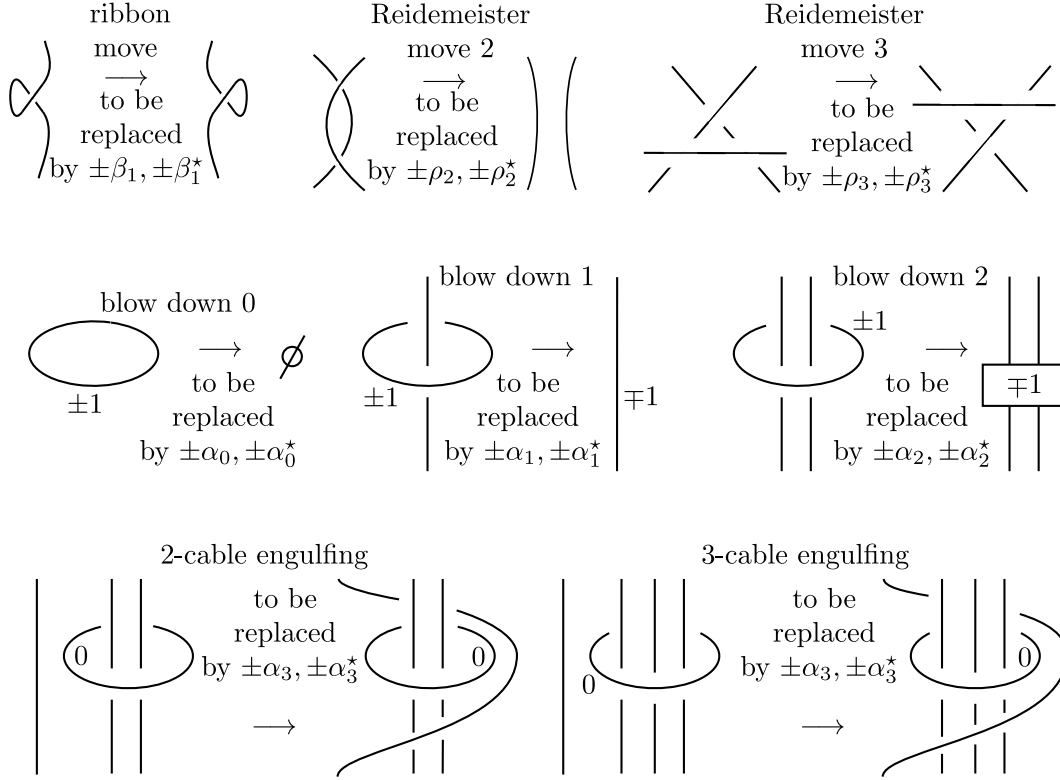 ribbon
move
→
to be
replaced
by ±β₁, ±β₁⋆
Reidemeister
move 2
→
to be
replaced
by ±ρ₂, ±ρ₂⋆
Reidemeister
move 3
→
to be
replaced
by ±ρ₃, ±ρ₃⋆
blow down 0
±1
→
to be
replaced
by ±α₀, ±α₀⋆
blow down 1
±1
→
to be
replaced
by ±α₁, ±α₁⋆
∓1
blow down 2
±1
→
to be
replaced
by ±α₂, ±α₂⋆
∓1
2-cable engulfing
0
to be
replaced
by ±α₃, ±α₃⋆
→
0
3-cable engulfing
0
to be
replaced
by ±α₃, ±α₃⋆
→
0